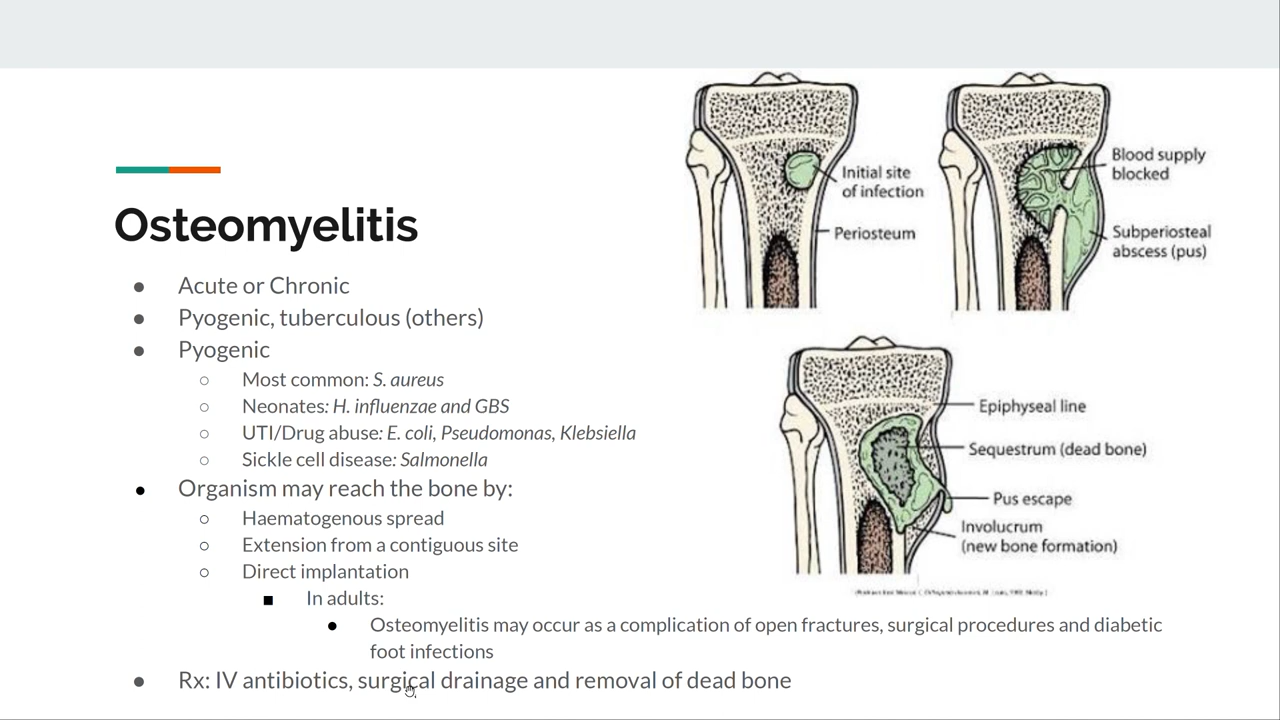 Osteomyelitis
● Acute or Chronic
● Pyogenic, tuberculous (others)
● Pyogenic
○ Most common: S. aureus
○ Neonates: H. influenzae and GBS
○ UTI/Drug abuse: E. coli, Pseudomonas, Klebsiella
○ Sickle cell disease: Salmonella
● Organism may reach the bone by:
○ Haematogenous spread
○ Extension from a contiguous site
○ Direct implantation
■ In adults:
● Osteomyelitis may occur as a complication of open fractures, surgical procedures and diabetic
foot infections
● Rx: IV antibiotics, surgical drainage and removal of dead bone
Initial site
of infection
Periosteum
Blood supply
blocked
Subperiosteal
abscess (pus)
Epiphyseal line
Sequestrum (dead bone)
Pus escape
Involucrum
(new bone formation)